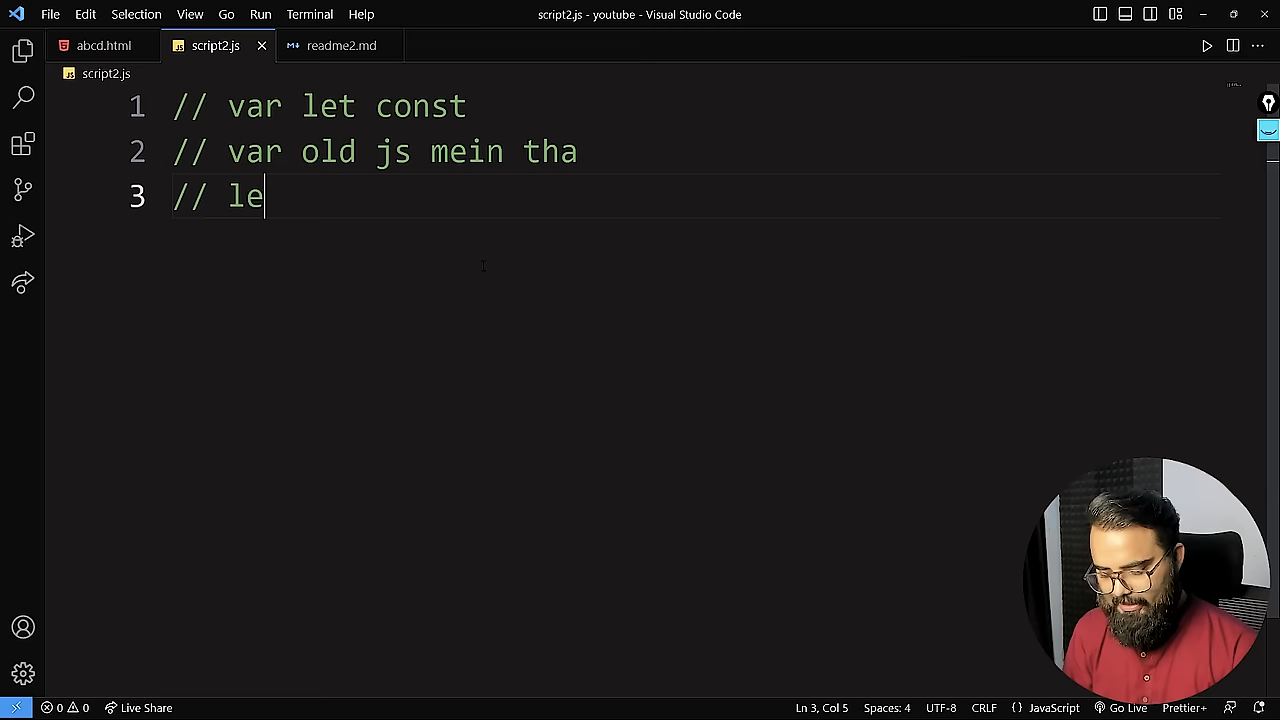 File Edit Selection View Go Run Terminal Help
script2.js - youtube - Visual Studio Code
abcd.html script2.js readme2.md
script2.js
1 // var let const
2 // var old js mein tha
3 // le
0 0 Live Share Ln 3, Col 5 Spaces: 4 UTF-8 CRLF {} JavaScript Go Live Prettier+